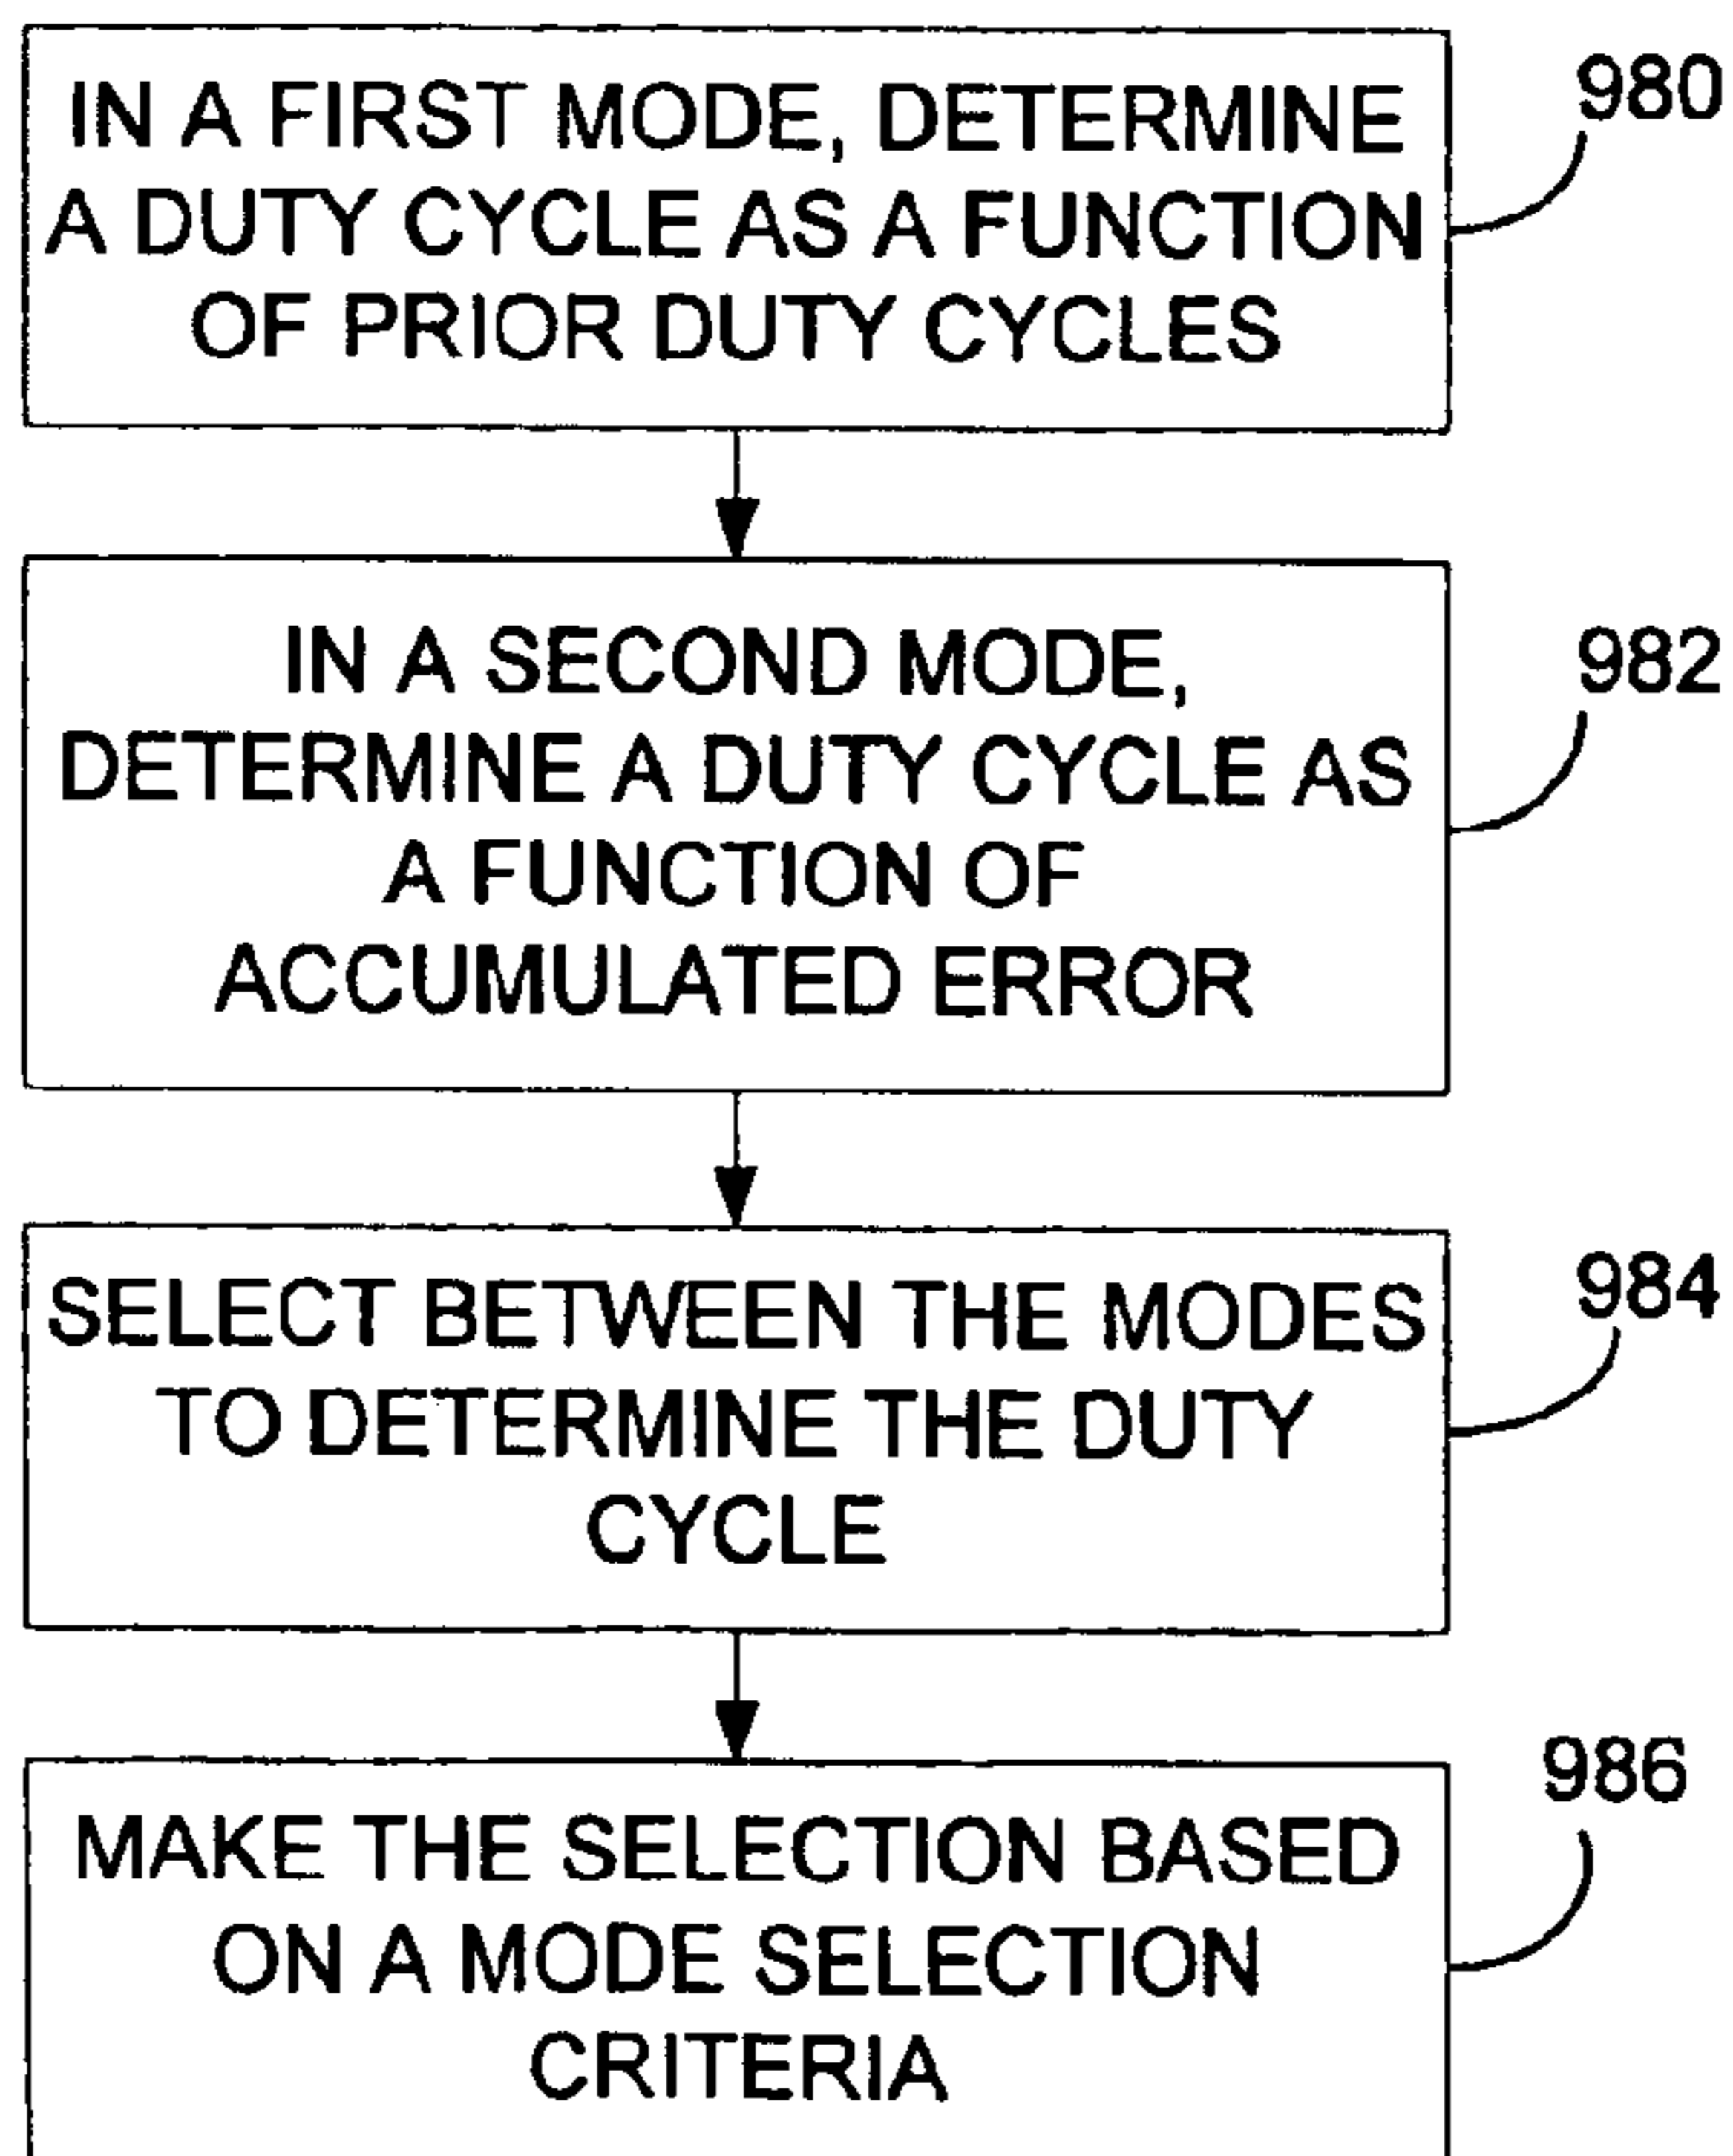 IN A FIRST MODE, DETERMINE
A DUTY CYCLE AS A FUNCTION
OF PRIOR DUTY CYCLES
980
IN A SECOND MODE,
DETERMINE A DUTY CYCLE AS
A FUNCTION OF
ACCUMULATED ERROR
982
SELECT BETWEEN THE MODES
TO DETERMINE THE DUTY
CYCLE
984
MAKE THE SELECTION BASED
ON A MODE SELECTION
CRITERIA
986